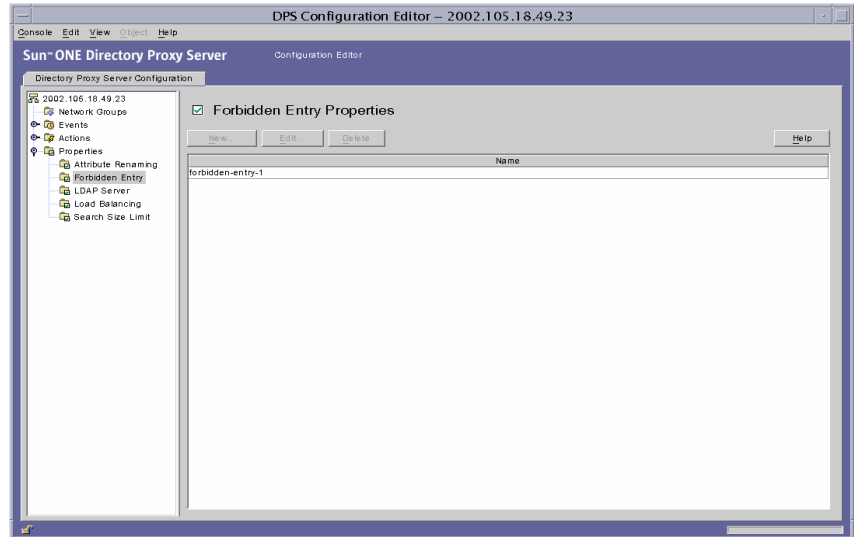 DPS Configuration Editor – 2002.105.18.49.23
Console Edit View Object Help
Sun™ ONE Directory Proxy Server Configuration Editor
Directory Proxy Server Configuration
2002.105.18.49.23
Network Groups
Events
Actions
Properties
Attribute Renaming
Forbidden Entry
LDAP Server
Load Balancing
Search Size Limit
Forbidden Entry Properties
New... Edit... Delete Help
Name
forbidden-entry-1